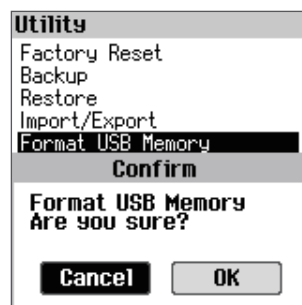 Utility
Factory Reset
Backup
Restore
Import/Export
Format USB Memory
Confirm
Format USB Memory
Are you sure?
Cancel OK